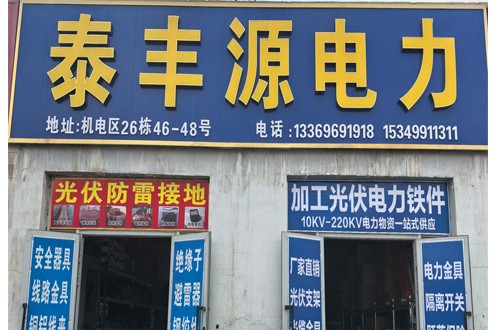 泰丰源电力
地址:机电区26栋46-48号 电话:13369691918 15349911311
光伏防雷接地
加工光伏电力铁件
10KV-220KV电力物资一站式供应
安全器具
线路金具
绝缘子
避雷器
厂家直销
光伏支架
电力金具
隔离开关